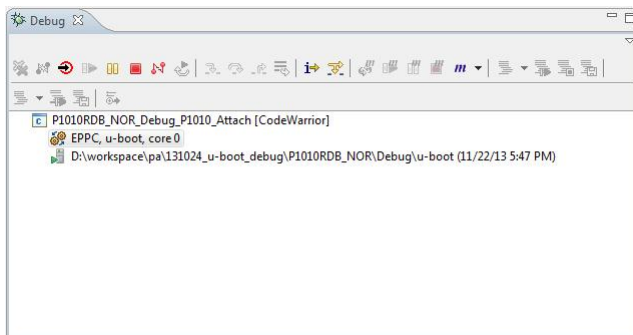 Debug
i
m
P1010RDB_NOR_Debug_P1010_Attach [CodeWarrior]
EPPC, u-boot, core 0
D:\workspace\pa\131024_u-boot_debug\P1010RDB_NOR\Debug\u-boot (11/22/13 5:47 PM)